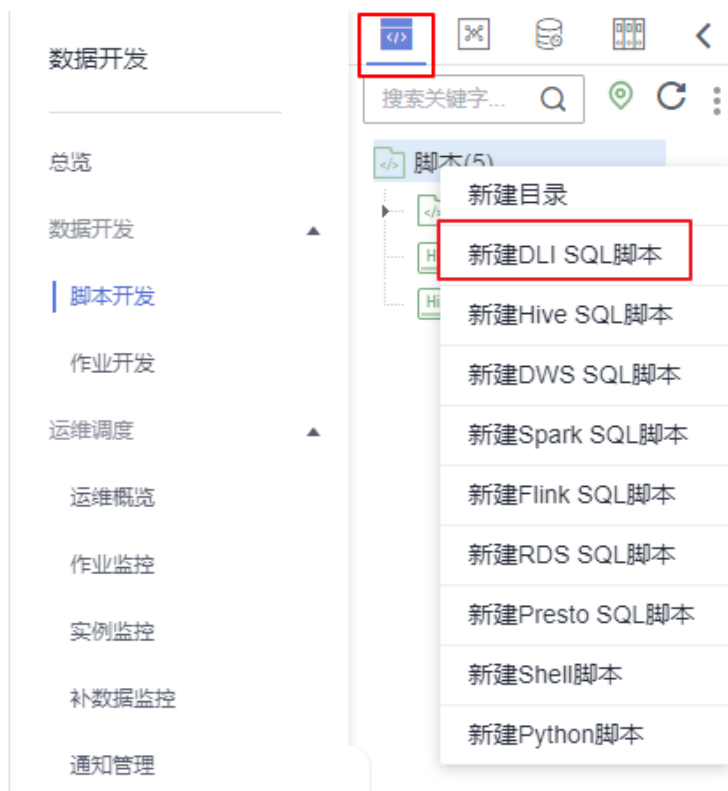 数据开发
总览
数据开发
脚本开发
作业开发
运维调度
运维概览
作业监控
实例监控
补数据监控
通知管理
</>
搜索关键字...
</> 脚本(5)
新建目录
新建DLI SQL脚本
新建Hive SQL脚本
新建DWS SQL脚本
新建Spark SQL脚本
新建Flink SQL脚本
新建RDS SQL脚本
新建Presto SQL脚本
新建Shell脚本
新建Python脚本